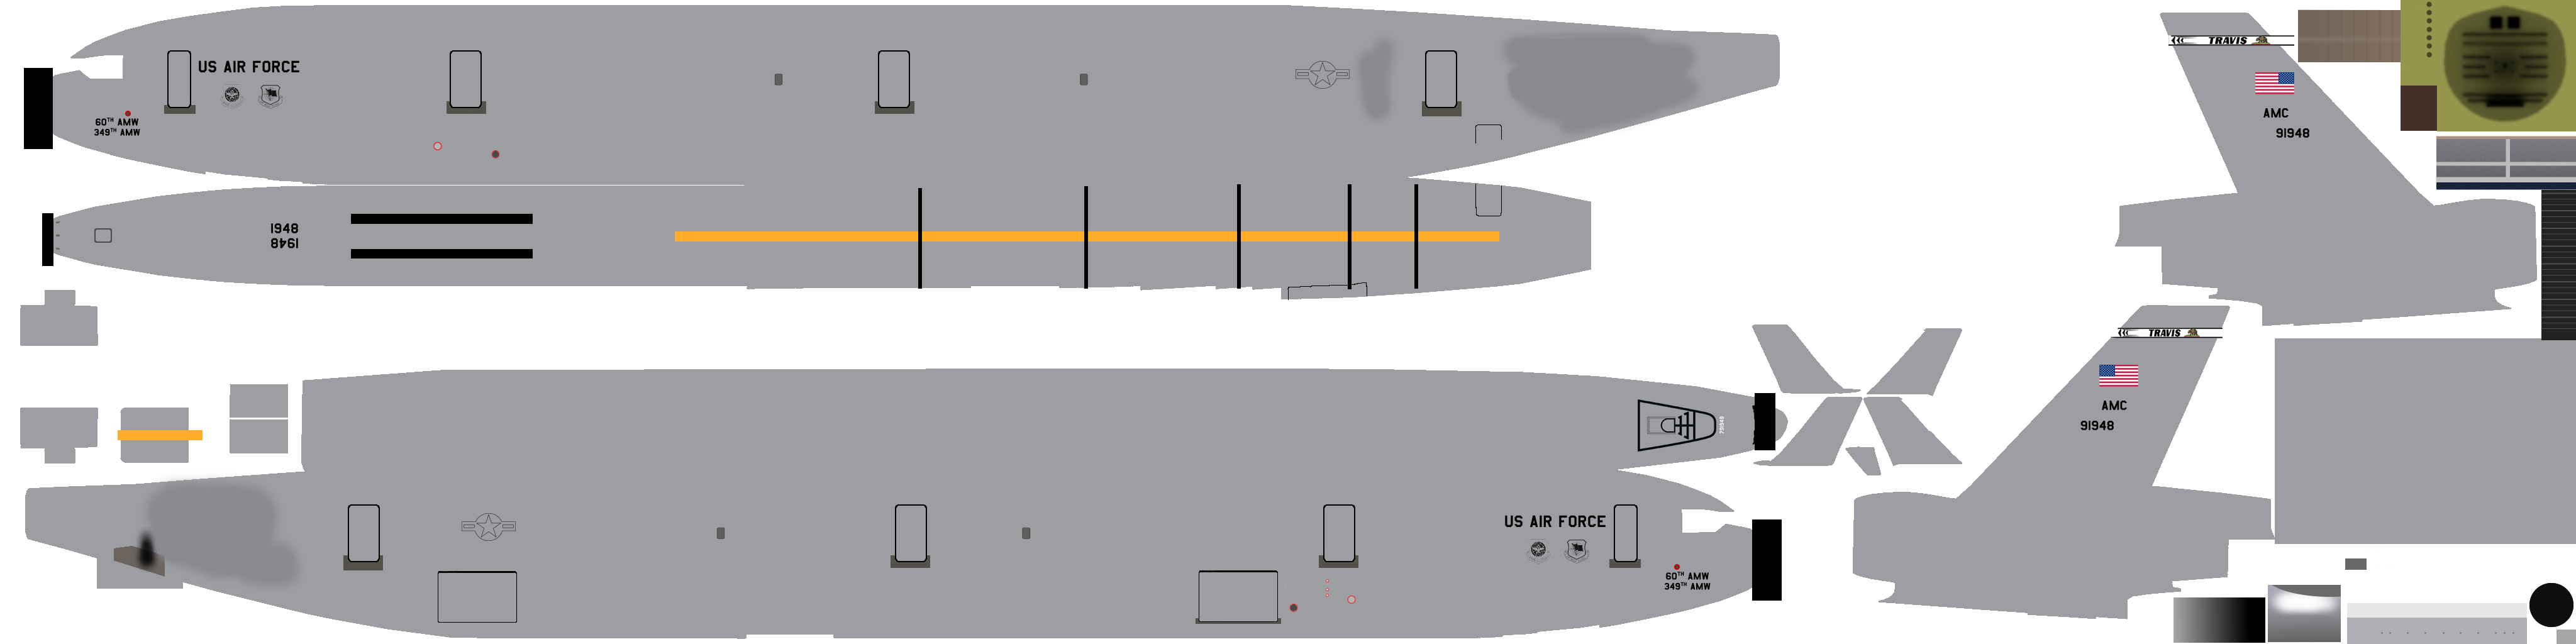 US AIR FORCE
60TH AMW
349TH AMW
TRAVIS
AMC
91948
1948
1948
TRAVIS
AMC
91948
US AIR FORCE
60TH AMW
349TH AMW